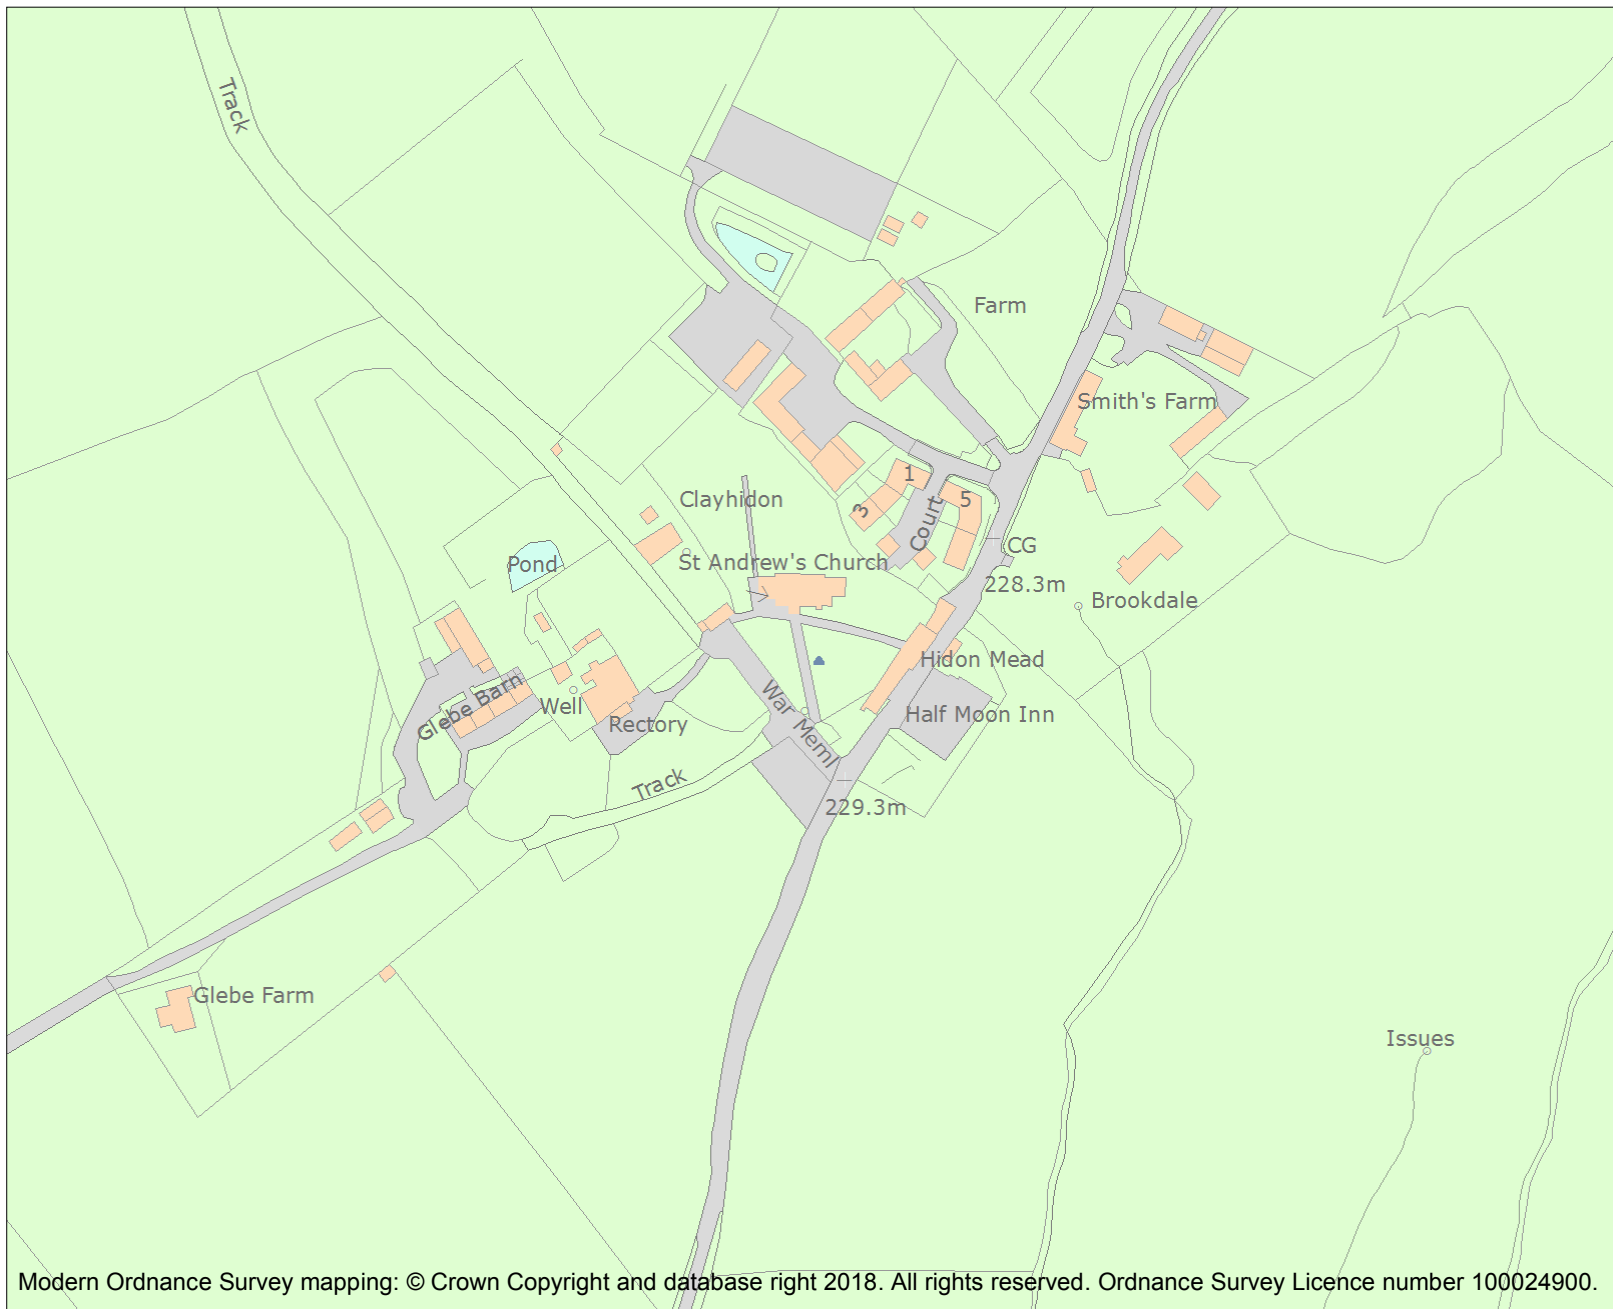 Track
Farm
Smith's Farm
1
5
3
Court
Clayhidon
CG
St Andrew's Church
Pond
228.3m
Brookdale
Hidon Mead
Glebe Barn
Well
Rectory
War Meml
Half Moon Inn
Track
229.3m
Glebe Farm
Issues
Modern Ordnance Survey mapping: © Crown Copyright and database right 2018. All rights reserved. Ordnance Survey Licence number 100024900.